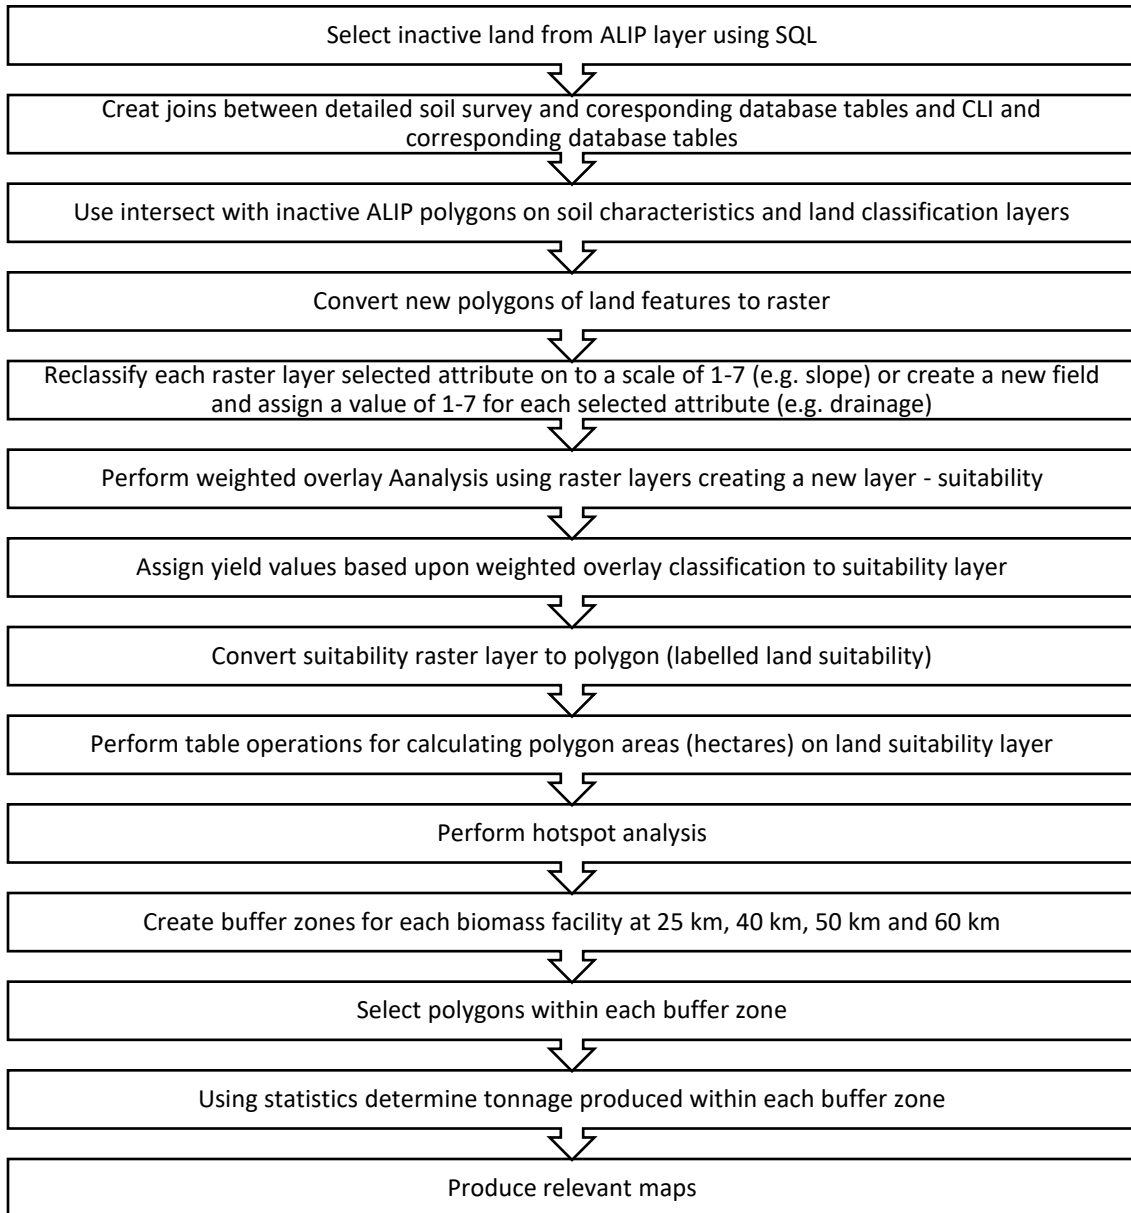 Select inactive land from ALIP layer using SQL
Creat joins between detailed soil survey and coresponding database tables and CLI and
corresponding database tables
Use intersect with inactive ALIP polygons on soil characteristics and land classification layers
Convert new polygons of land features to raster
Reclassify each raster layer selected attribute on to a scale of 1-7 (e.g. slope) or create a new field
and assign a value of 1-7 for each selected attribute (e.g. drainage)
Perform weighted overlay Aanalysis using raster layers creating a new layer - suitability
Assign yield values based upon weighted overlay classification to suitability layer
Convert suitability raster layer to polygon (labelled land suitability)
Perform table operations for calculating polygon areas (hectares) on land suitability layer
Perform hotspot analysis
Create buffer zones for each biomass facility at 25 km, 40 km, 50 km and 60 km
Select polygons within each buffer zone
Using statistics determine tonnage produced within each buffer zone
Produce relevant maps